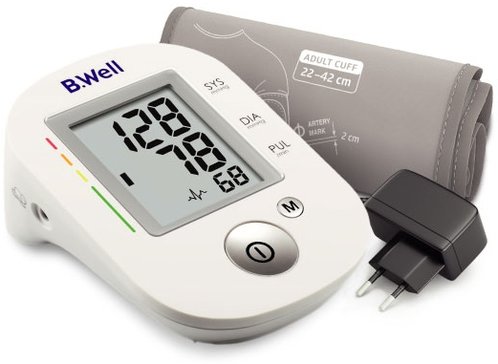 B.Well
SYS
mmHg
128
DIA
mmHg
78
PUL
/min
68
M
ADULT CUFF
22-42 cm
Φ ARTERY
MARK
2 cm